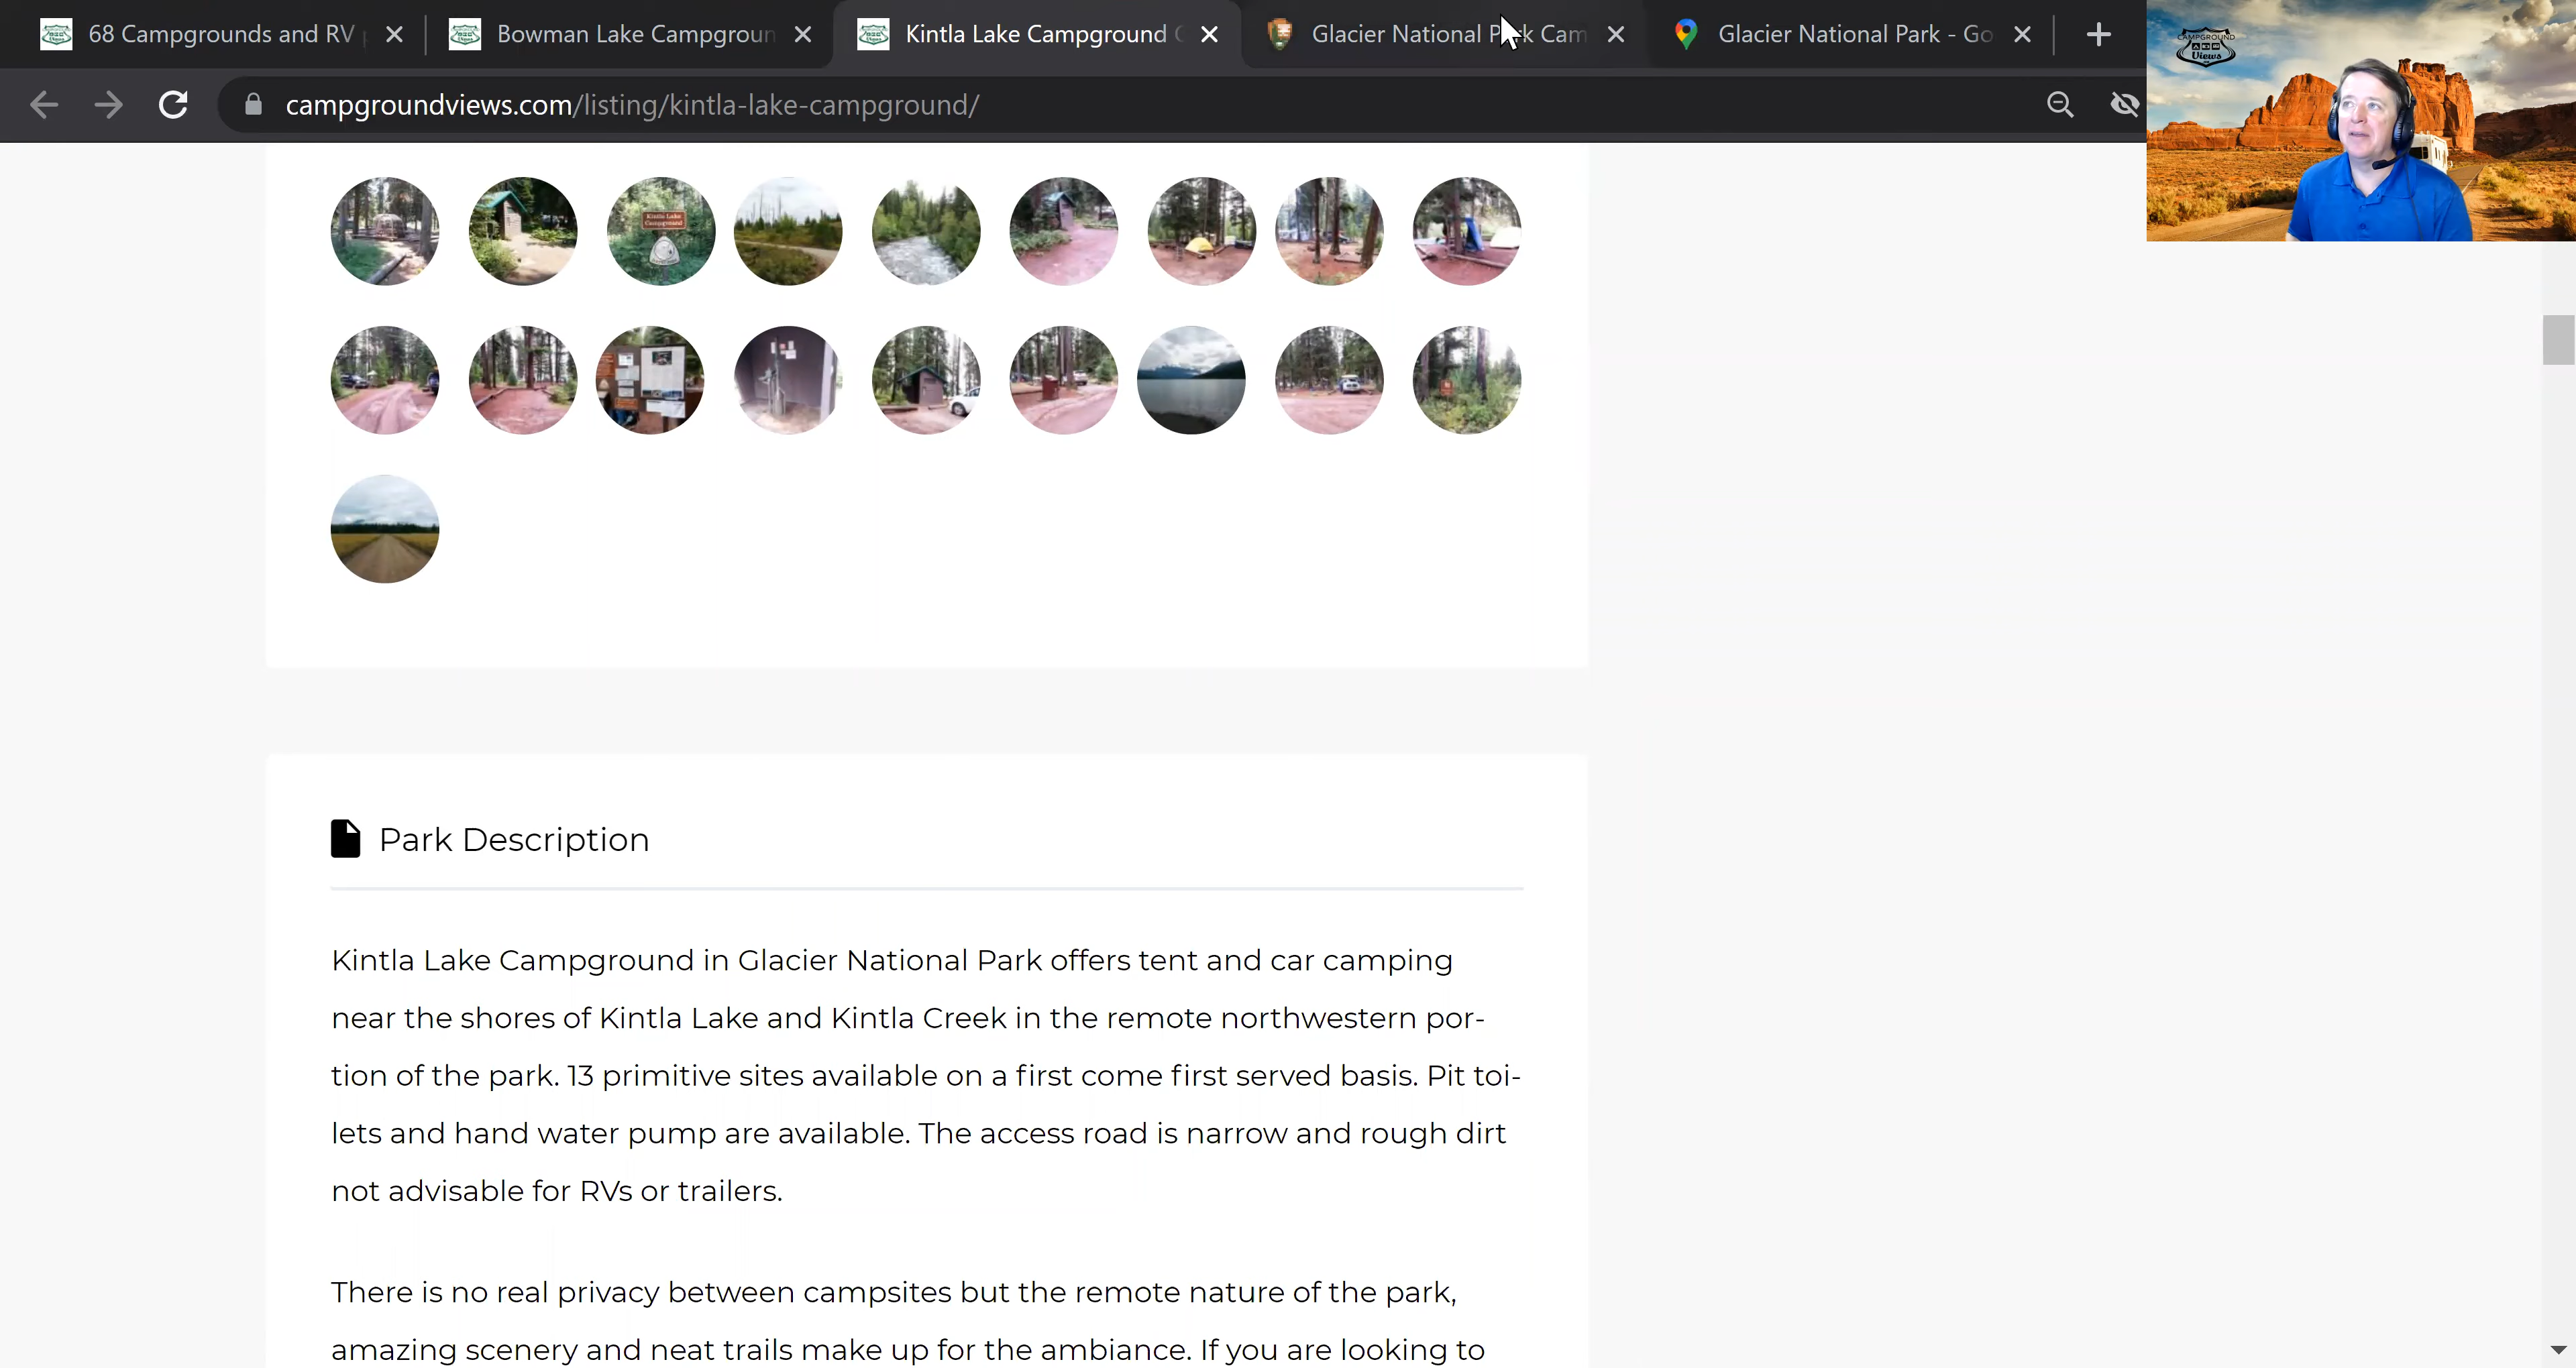 68 Campgrounds and RV
Bowman Lake Campgroun
Kintla Lake Campground
Glacier National Park Cam
Glacier National Park - Go
campgroundviews.com/listing/kintla-lake-campground/
CAMPGROUND
Views
Kintla Lake
Campground
Park Description
Kintla Lake Campground in Glacier National Park offers tent and car camping
near the shores of Kintla Lake and Kintla Creek in the remote northwestern por-
tion of the park. 13 primitive sites available on a first come first served basis. Pit toi-
lets and hand water pump are available. The access road is narrow and rough dirt
not advisable for RVs or trailers.
There is no real privacy between campsites but the remote nature of the park,
amazing scenery and neat trails make up for the ambiance. If you are looking to